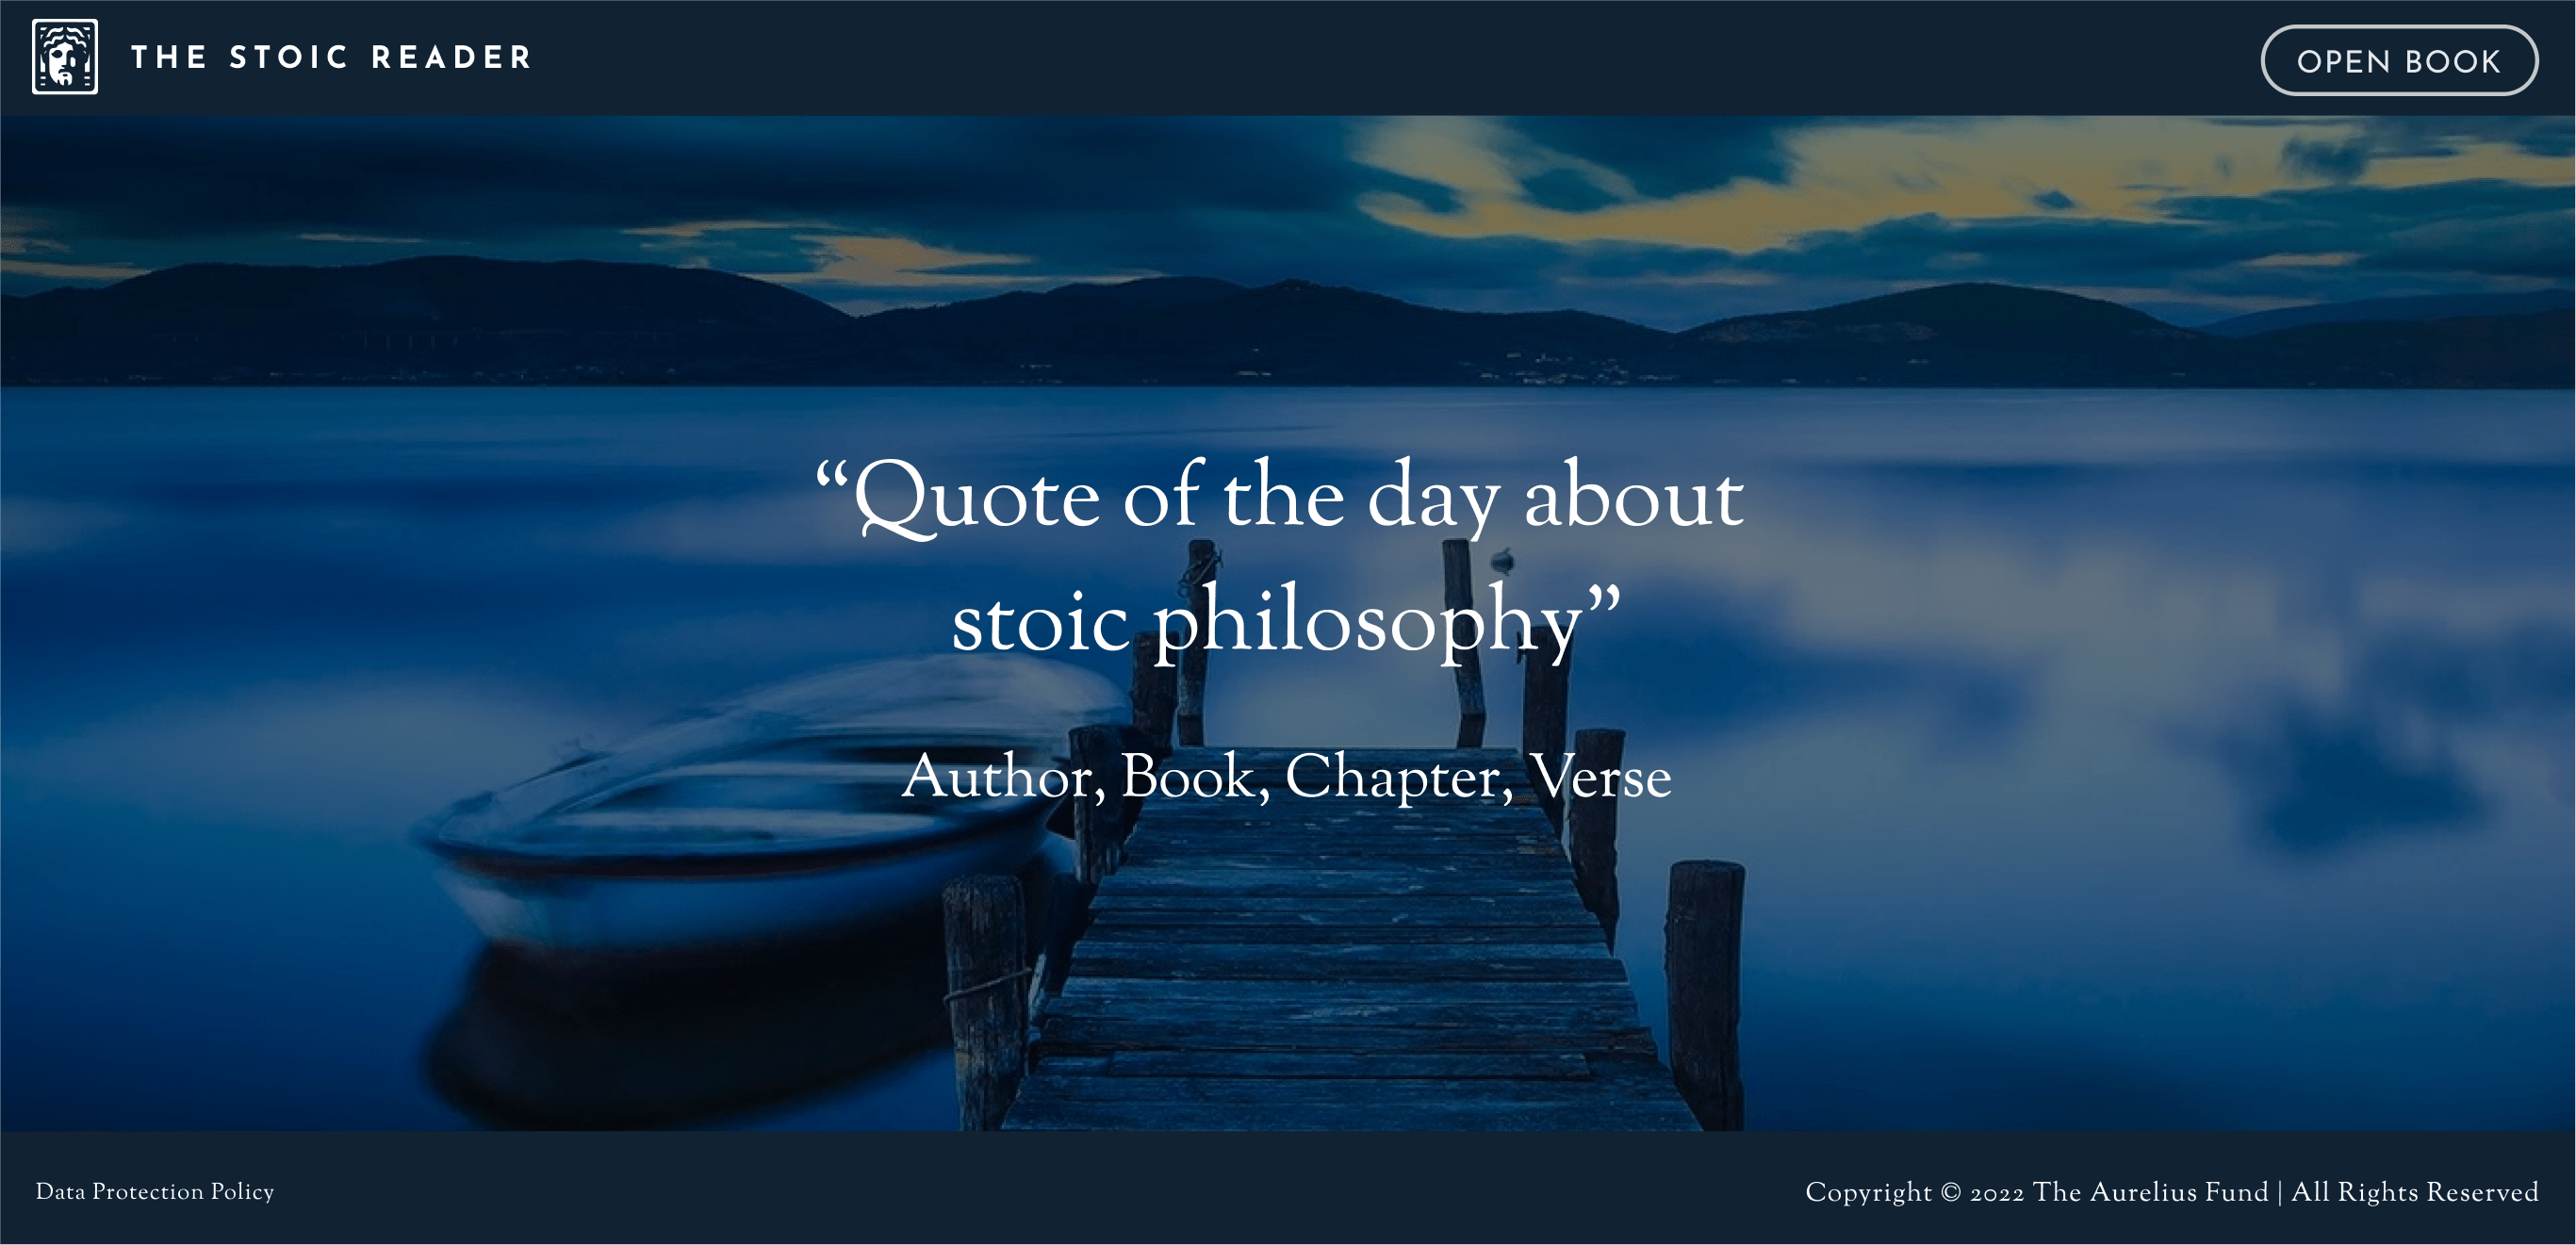 THE STOIC READER
OPEN BOOK
“Quote of the day about
stoic philosophy”
Author, Book, Chapter, Verse
Data Protection Policy
Copyright © 2022 The Aurelius Fund | All Rights Reserved